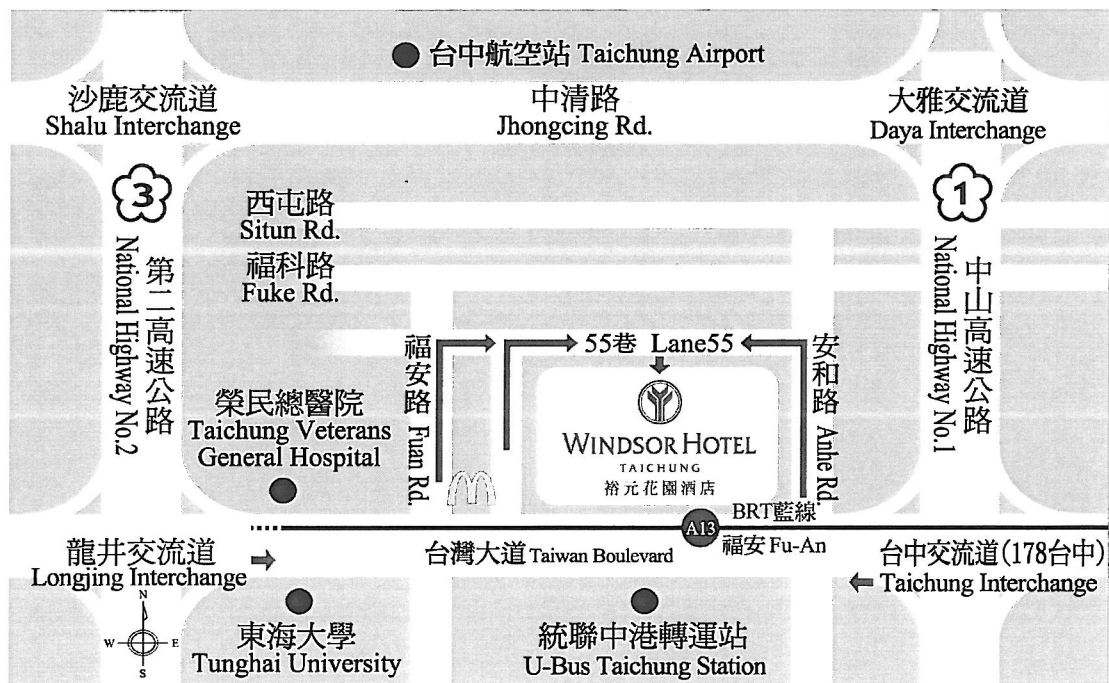 台中航空站 Taichung Airport
沙鹿交流道
Shalu Interchange
中清路
Jhongcing Rd.
大雅交流道
Daya Interchange
3
National Highway No.2
第二高速公路
西屯路
Situn Rd.
福科路
Fuke Rd.
1
National Highway No.1
中山高速公路
福安路 Fuan Rd.
55巷 Lane55
安和路 Anhe Rd.
榮民總醫院
Taichung Veterans
General Hospital
WINDSOR HOTEL
TAICHUNG
裕元花園酒店
A13
BRT藍線
福安 Fu-An
台灣大道 Taiwan Boulevard
龍井交流道
Longjing Interchange
台中交流道(178台中)
Taichung Interchange
N
W
E
S
東海大學
Tunghai University
統聯中港轉運站
U-Bus Taichung Station